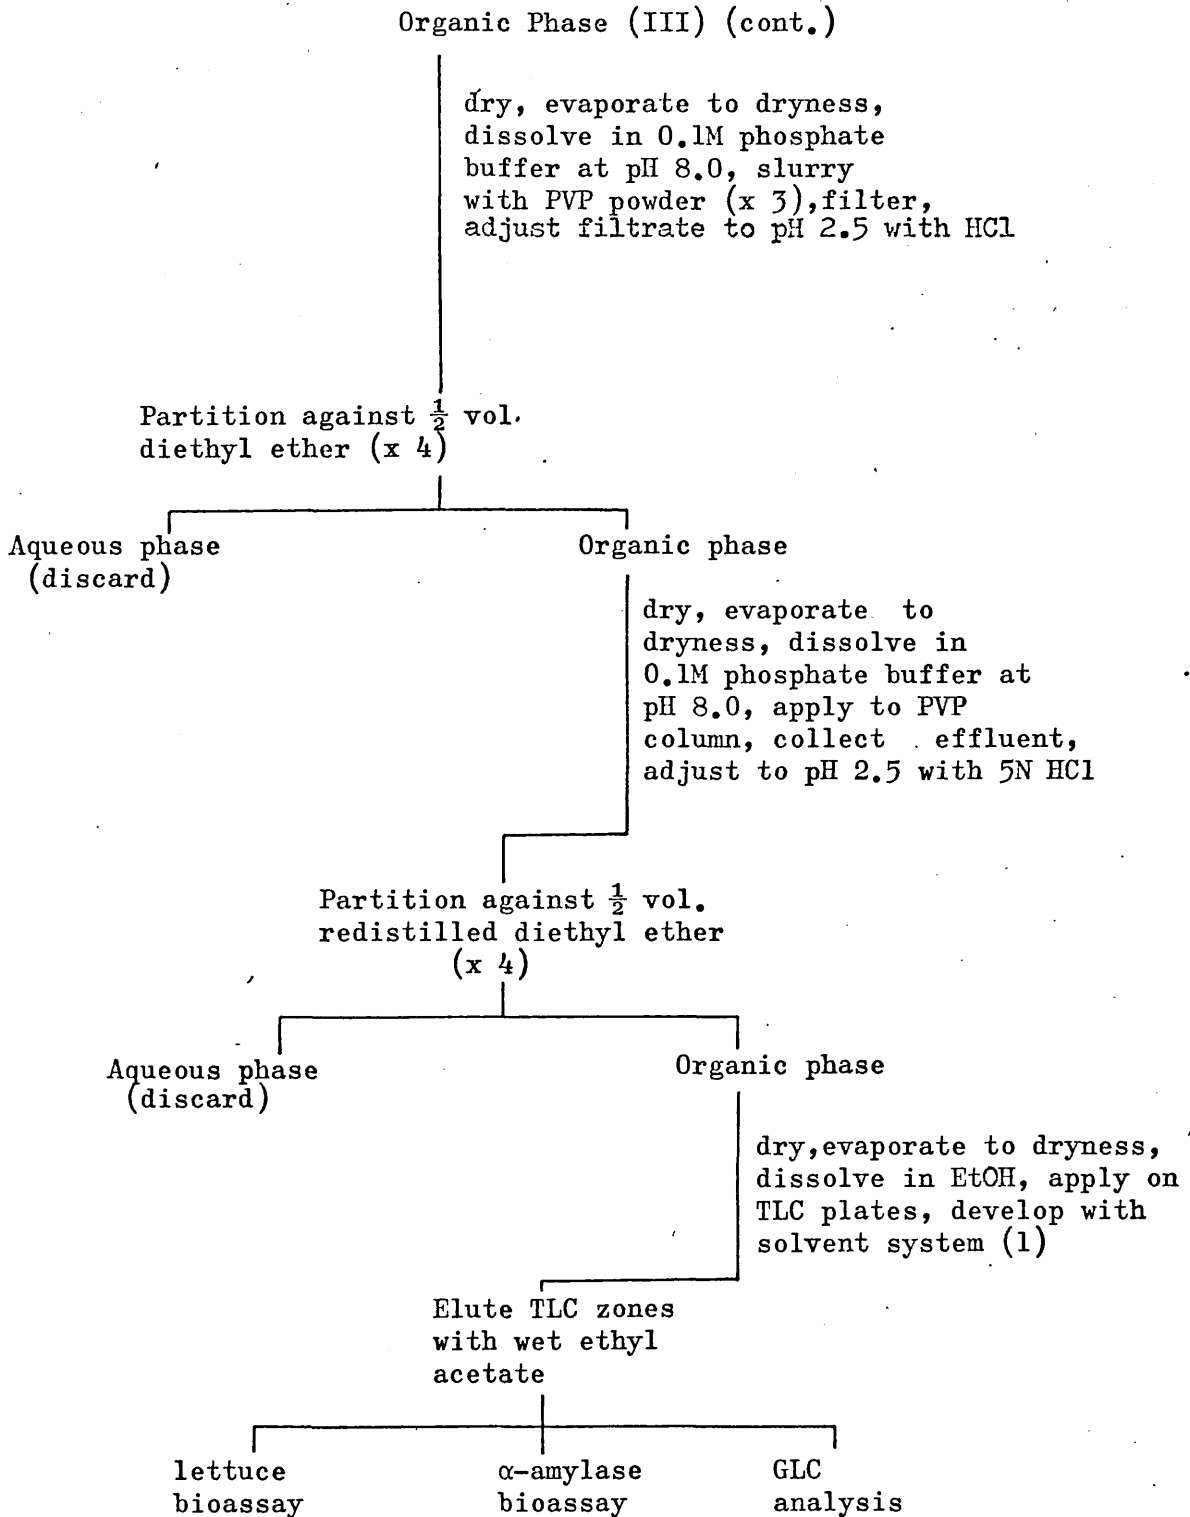 Organic Phase (III) (cont.)
dry, evaporate to dryness,
dissolve in 0.1M phosphate
buffer at pH 8.0, slurry
with PVP powder (x 3),filter,
adjust filtrate to pH 2.5 with HCl
Partition against ½ vol.
diethyl ether (x 4)
Aqueous phase
(discard)
Organic phase
dry, evaporate to
dryness, dissolve in
0.1M phosphate buffer at
pH 8.0, apply to PVP
column, collect effluent,
adjust to pH 2.5 with 5N HCl
Partition against ½ vol.
redistilled diethyl ether
(x 4)
Aqueous phase
(discard)
Organic phase
dry,evaporate to dryness,
dissolve in EtOH, apply on
TLC plates, develop with
solvent system (1)
Elute TLC zones
with wet ethyl
acetate
lettuce
bioassay
α-amylase
bioassay
GLC
analysis